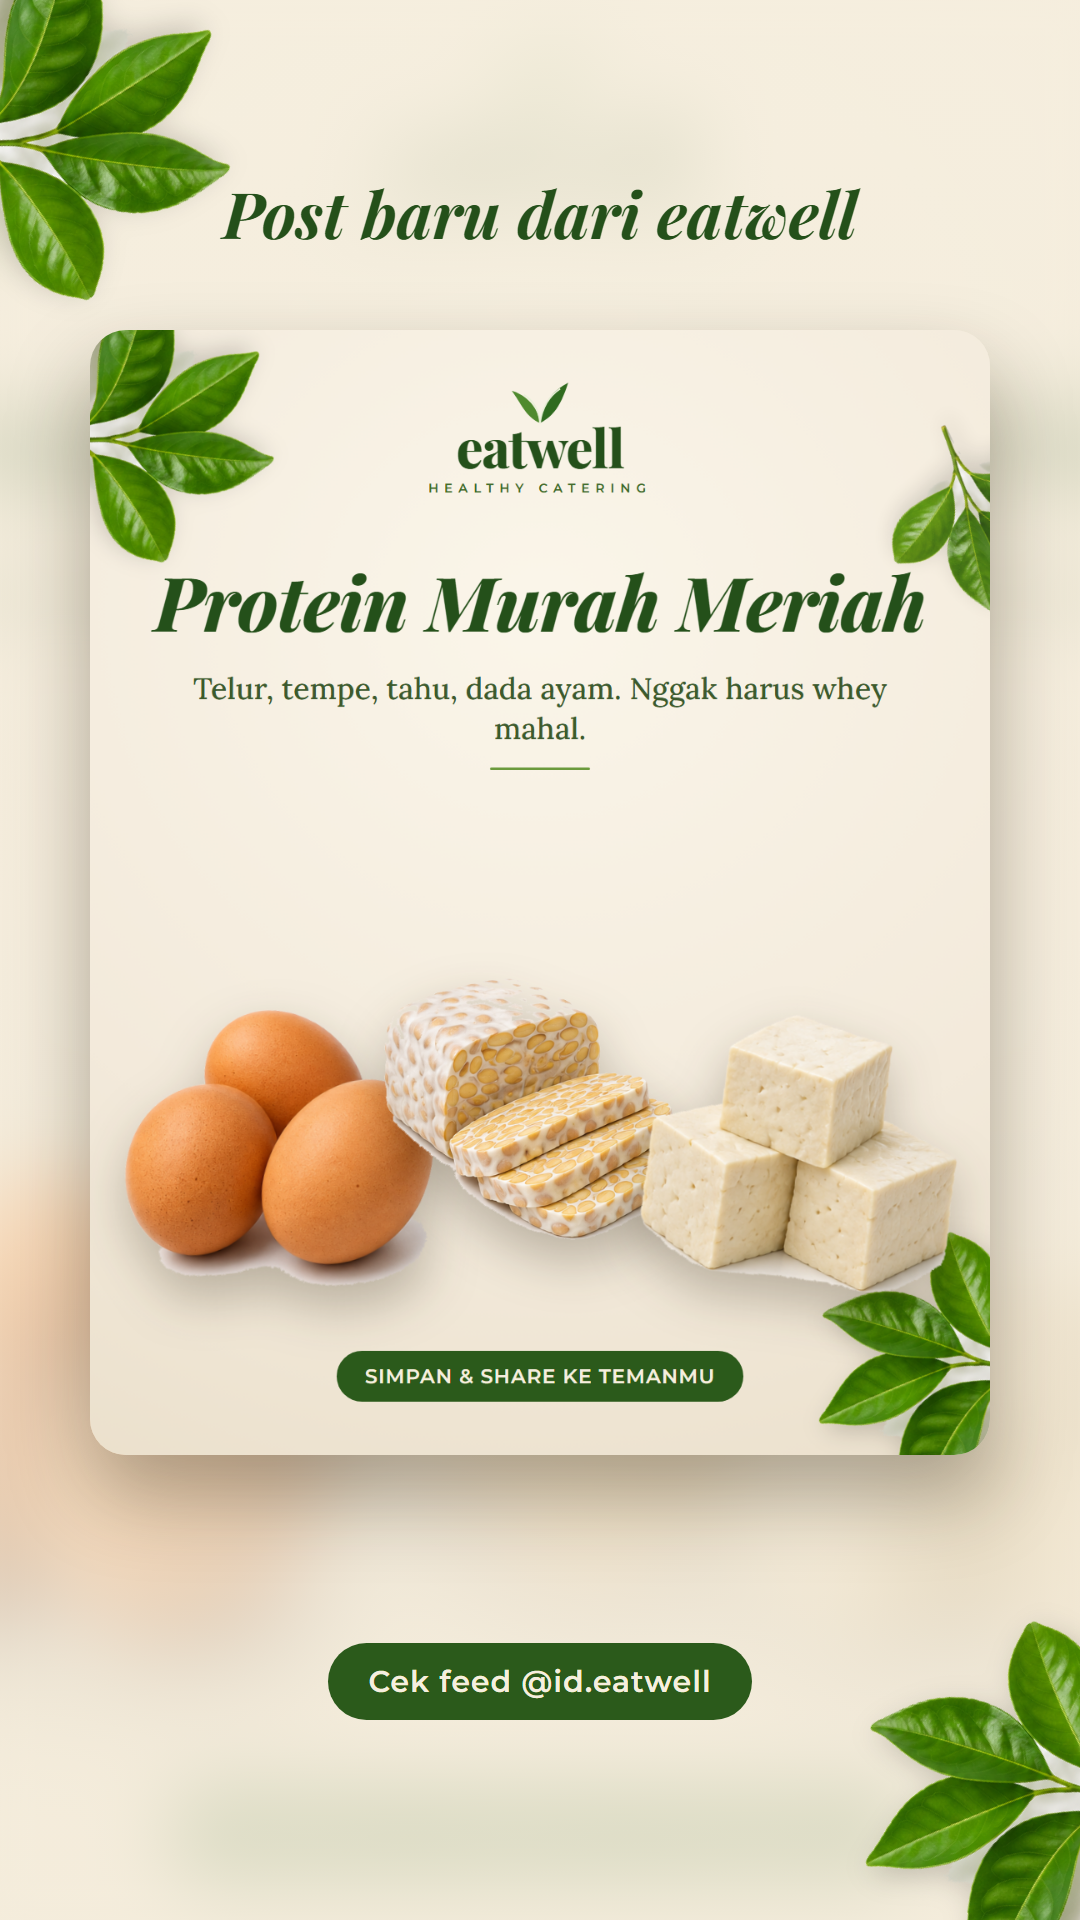 Post baru dari eatwell
eatwell
HEALTHY CATERING
Protein Murah Meriah
Telur, tempe, tahu, dada ayam. Nggak harus whey
mahal.
SIMPAN & SHARE KE TEMANMU
Cek feed @id.eatwell